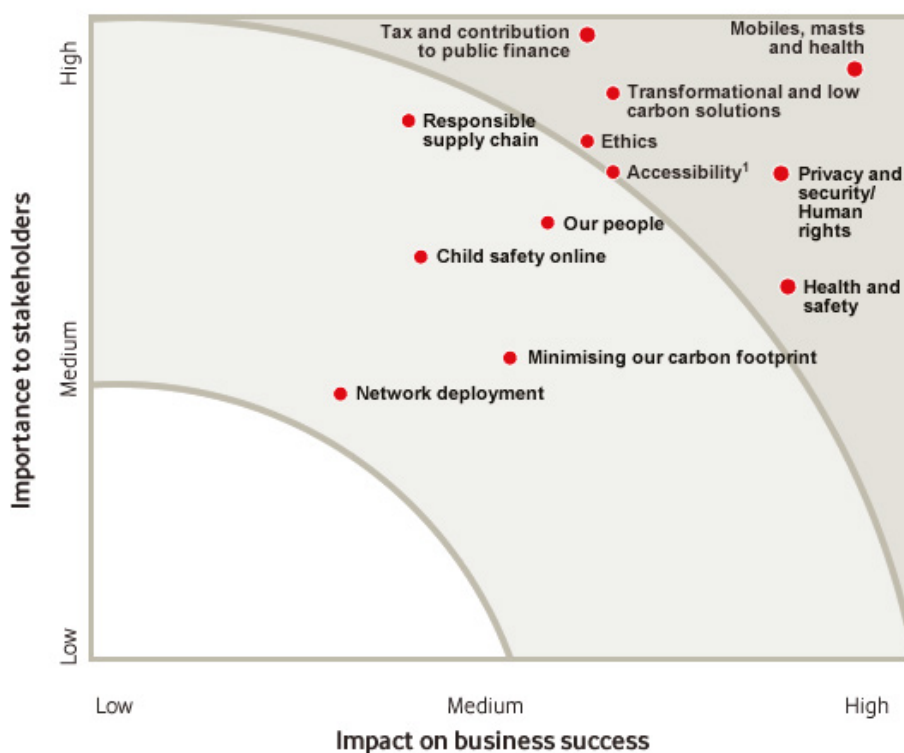 Tax and contribution
to public finance
Mobiles, masts
and health
Transformational and low
carbon solutions
Responsible
supply chain
Ethics
Accessibility1
Privacy and
security/
Human
rights
Our people
Child safety online
Health and
safety
Minimising our carbon footprint
Network deployment
High
Medium
Low
Importance to stakeholders
Low
Medium
High
Impact on business success